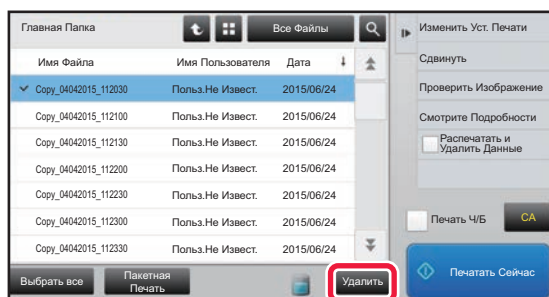 Главная Папка
Все Файлы
Имя Файла Имя Пользователя Дата
Copy_04042015_112030 Польз.Не Извест. 2015/06/24
Copy_04042015_112100 Польз.Не Извест. 2015/06/24
Copy_04042015_112130 Польз.Не Извест. 2015/06/24
Copy_04042015_112200 Польз.Не Извест. 2015/06/24
Copy_04042015_112230 Польз.Не Извест. 2015/06/24
Copy_04042015_112300 Польз.Не Извест. 2015/06/24
Copy_04042015_112330 Польз.Не Извест. 2015/06/24
Выбрать все
Пакетная
Печать
Удалить
Изменить Уст. Печати
Сдвинуть
Проверить Изображение
Смотрите Подробности
Распечатать и
Удалить Данные
Печать Ч/Б
CA
Печатать Сейчас